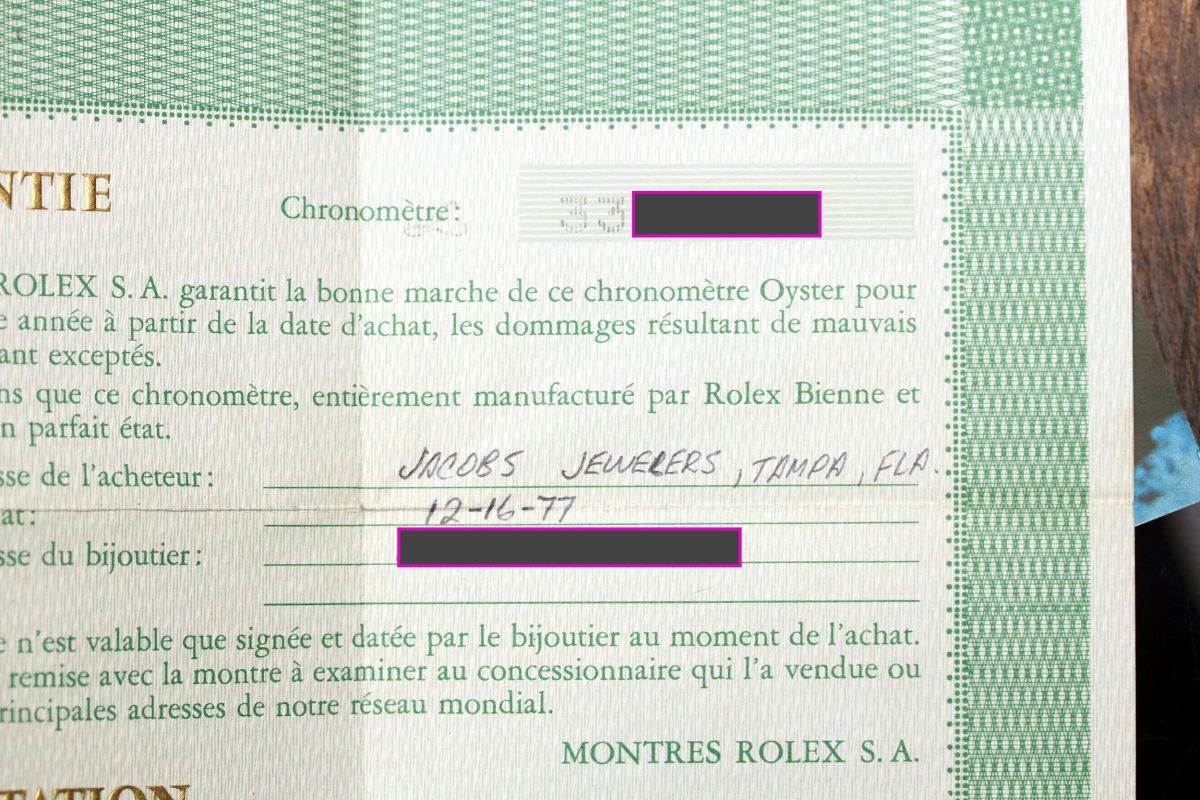 NTIE
Chronomètre: 33
ROLEX S. A. garantit la bonne marche de ce chronomètre Oyster pour
e année à partir de la date d'achat, les dommages résultant de mauvais
ant exceptés.
ns que ce chronomètre, entièrement manufacturé par Rolex Bienne et
n parfait état.
sse de l'acheteur: JACOBS JEWELERS, TAMPA, FLA.
at: 12-16-77
sse du bijoutier:
e n'est valable que signée et datée par le bijoutier au moment de l'achat.
remise avec la montre à examiner au concessionnaire qui l'a vendue ou
rincipales adresses de notre réseau mondial.
MONTRES ROLEX S. A.
TATION